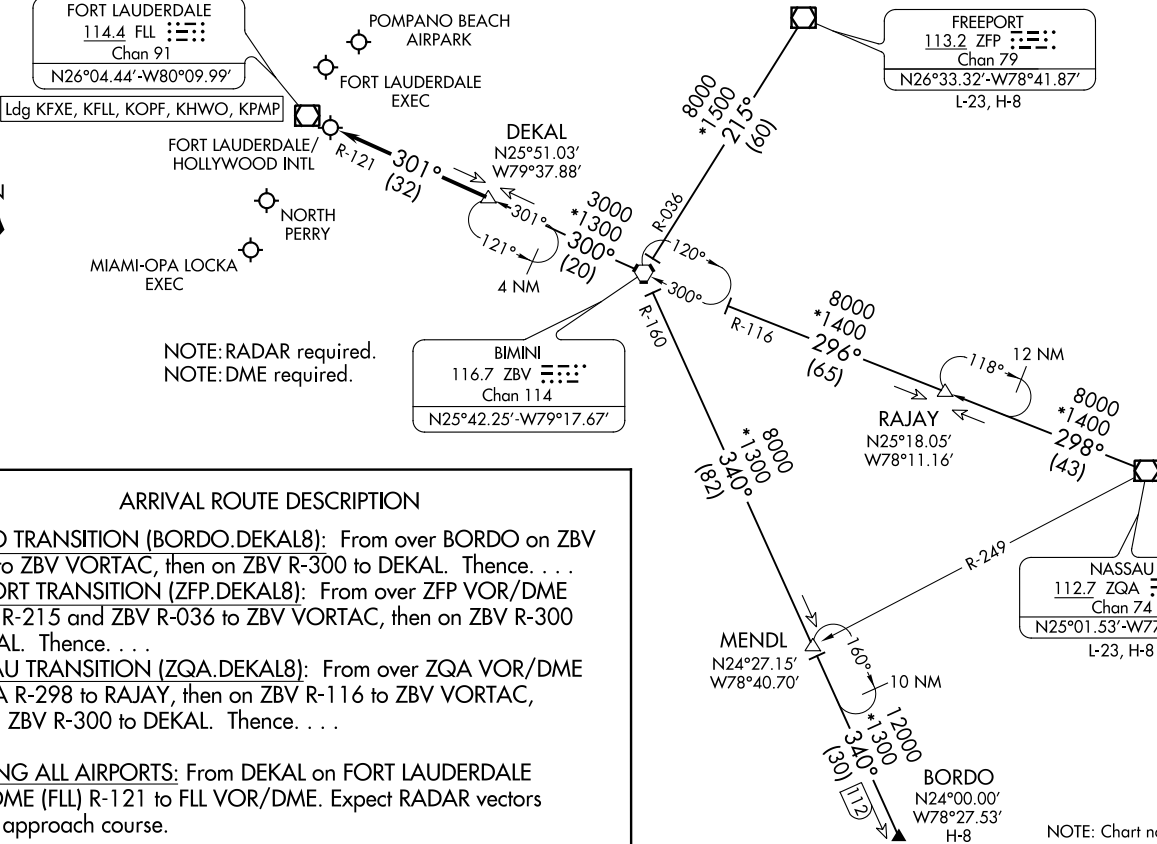 FORT LAUDERDALE
114.4 FLL
Chan 91
N26°04.44'-W80°09.99'
Ldg KFXE, KFLL, KOPF, KHWO, KPMP
POMPANO BEACH
AIRPARK
FORT LAUDERDALE
EXEC
FORT LAUDERDALE/
HOLLYWOOD INTL
NORTH
PERRY
MIAMI-OPA LOCKA
EXEC
R-121
301°
(32)
DEKAL
N25°51.03'
W79°37.88'
301°
121°
4 NM
3000
*1300
300°
(20)
FREEPORT
113.2 ZFP
Chan 79
N26°33.32'-W78°41.87'
L-23, H-8
8000
*1500
215°
(60)
R-036
120°
300°
R-116
R-160
NOTE: RADAR required.
NOTE: DME required.
BIMINI
116.7 ZBV
Chan 114
N25°42.25'-W79°17.67'
8000
*1400
296°
(65)
118°
12 NM
RAJAY
N25°18.05'
W78°11.16'
8000
*1400
298°
(43)
8000
*1300
340°
(82)
R-249
NASSAU
112.7 ZQA
Chan 74
N25°01.53'-W77
L-23, H-8
MENDL
N24°27.15'
W78°40.70'
160°
10 NM
12000
*1300
340°
(30)
112
BORDO
N24°00.00'
W78°27.53'
H-8
NOTE: Chart no
ARRIVAL ROUTE DESCRIPTION
O TRANSITION (BORDO.DEKAL8): From over BORDO on ZBV
to ZBV VORTAC, then on ZBV R-300 to DEKAL. Thence. . . .
ORT TRANSITION (ZFP.DEKAL8): From over ZFP VOR/DME
R-215 and ZBV R-036 to ZBV VORTAC, then on ZBV R-300
AL. Thence. . . .
AU TRANSITION (ZQA.DEKAL8): From over ZQA VOR/DME
A R-298 to RAJAY, then on ZBV R-116 to ZBV VORTAC,
ZBV R-300 to DEKAL. Thence. . . .
NG ALL AIRPORTS: From DEKAL on FORT LAUDERDALE
OME (FLL) R-121 to FLL VOR/DME. Expect RADAR vectors
approach course.